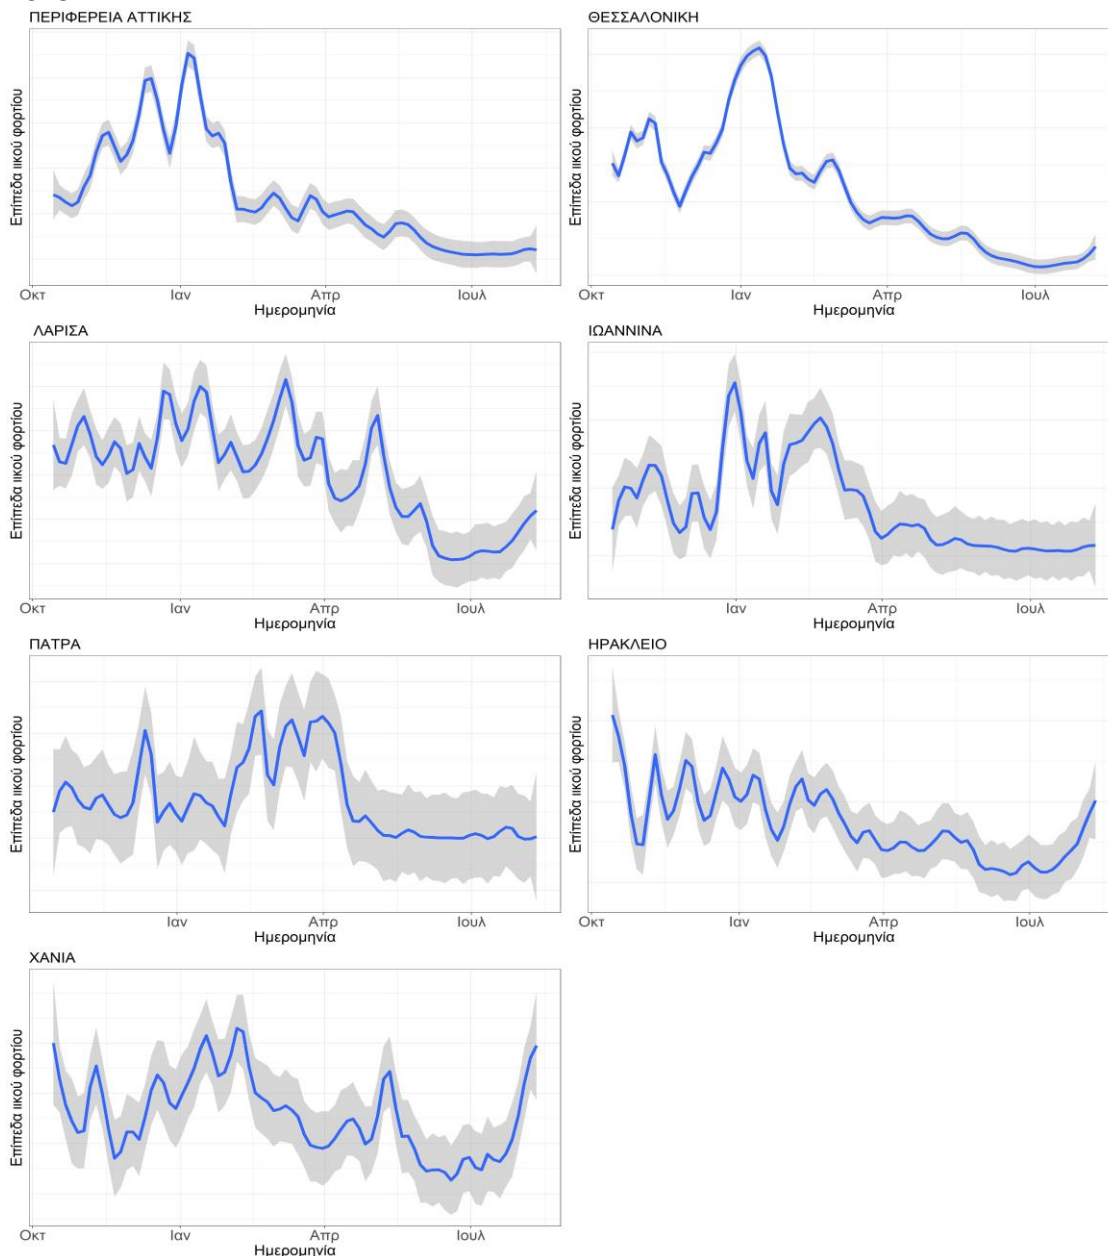 ΠΕΡΙΦΕΡΕΙΑ ΑΤΤΙΚΗΣ
Επίπεδα ιικού φορτίου
Οκτ Ιαν Απρ Ιουλ
Ημερομηνία
ΘΕΣΣΑΛΟΝΙΚΗ
Επίπεδα ιικού φορτίου
Οκτ Ιαν Απρ Ιουλ
Ημερομηνία
ΛΑΡΙΣΑ
Επίπεδα ιικού φορτίου
Οκτ Ιαν Απρ Ιουλ
Ημερομηνία
ΙΩΑΝΝΙΝΑ
Επίπεδα ιικού φορτίου
Ιαν Απρ Ιουλ
Ημερομηνία
ΠΑΤΡΑ
Επίπεδα ιικού φορτίου
Ιαν Απρ Ιουλ
Ημερομηνία
ΗΡΑΚΛΕΙΟ
Επίπεδα ιικού φορτίου
Οκτ Ιαν Απρ Ιουλ
Ημερομηνία
ΧΑΝΙΑ
Επίπεδα ιικού φορτίου
Οκτ Ιαν Απρ Ιουλ
Ημερομηνία